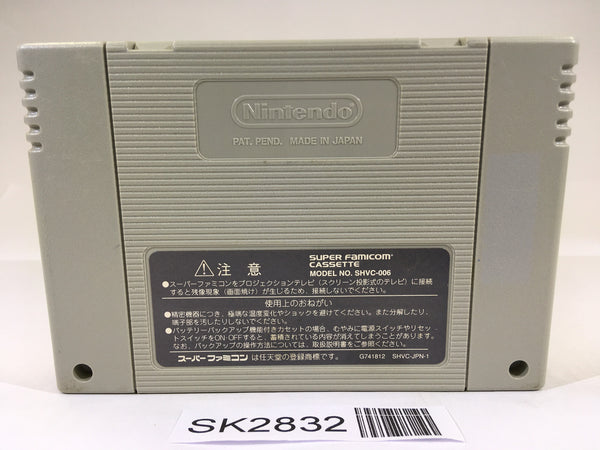 Nintendo
PAT. PEND. MADE IN JAPAN
注意
SUPER FAMICOM
CASSETTE
MODEL NO. SHVC-006
●スーパーファミコンをプロジェクションテレビ（スクリーン投影式のテレビ）に接続
すると残像現象（画面焼け）が生じるため、接続しないでください。
使用上のおねがい
●精密機器につき、極端な温度変化やショックを避けてください。また分解したり、
端子部を汚したりしないでください。
●バッテリーバックアップ機能付きカセットの場合、むやみに電源スイッチやリセッ
トスイッチをON・OFFすると、蓄積されている内容が消えてしまうことがあります。
なお、バックアップの操作方法については、取扱説明書をご参照ください。
スーパーファミコン は任天堂の登録商標です。 G741812 SHVC-JPN-1
SK2832